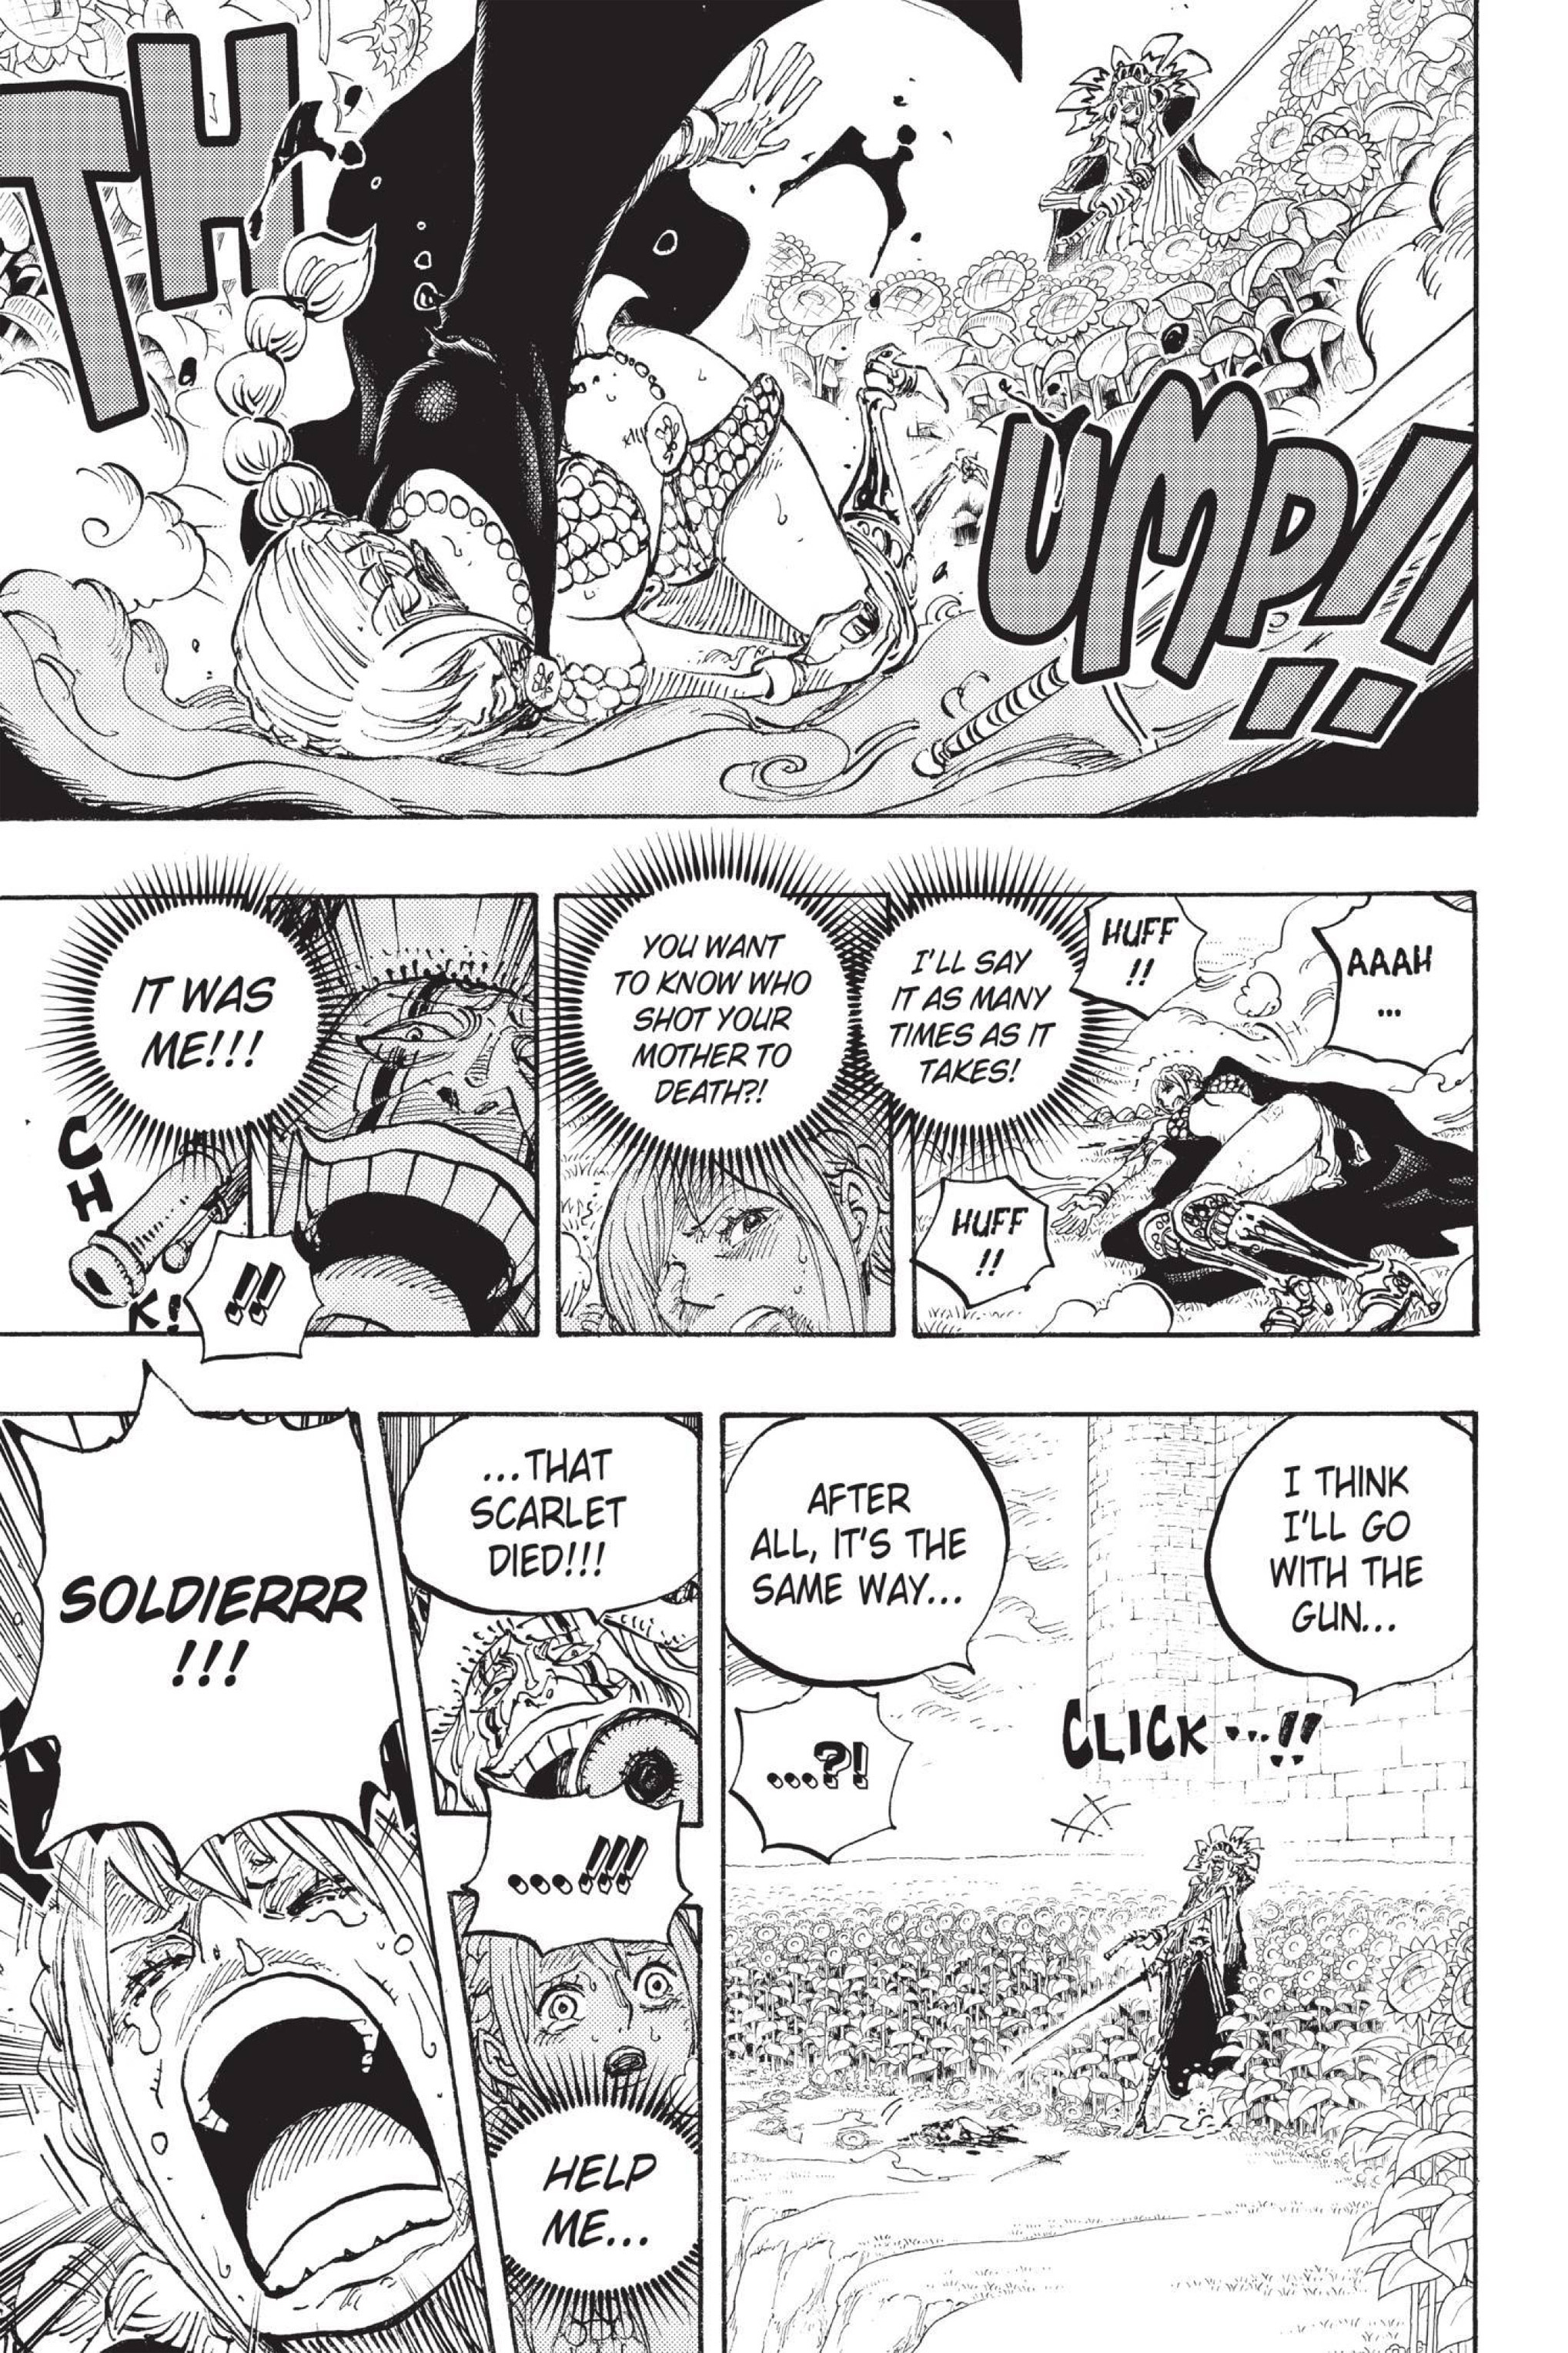 THUMP!!
AAAH
...
HUFF
!!
HUFF
!!
I'LL SAY
IT AS MANY
TIMES AS IT
TAKES!
YOU WANT
TO KNOW WHO
SHOT YOUR
MOTHER TO
DEATH?!
IT WAS
ME!!!
CH
K!
!!
I THINK
I'LL GO
WITH THE
GUN...
CLICK...!!
AFTER
ALL, IT'S THE
SAME WAY...
...?!
...THAT
SCARLET
DIED!!!
...!!!
HELP
ME...
SOLDIERRR
!!!